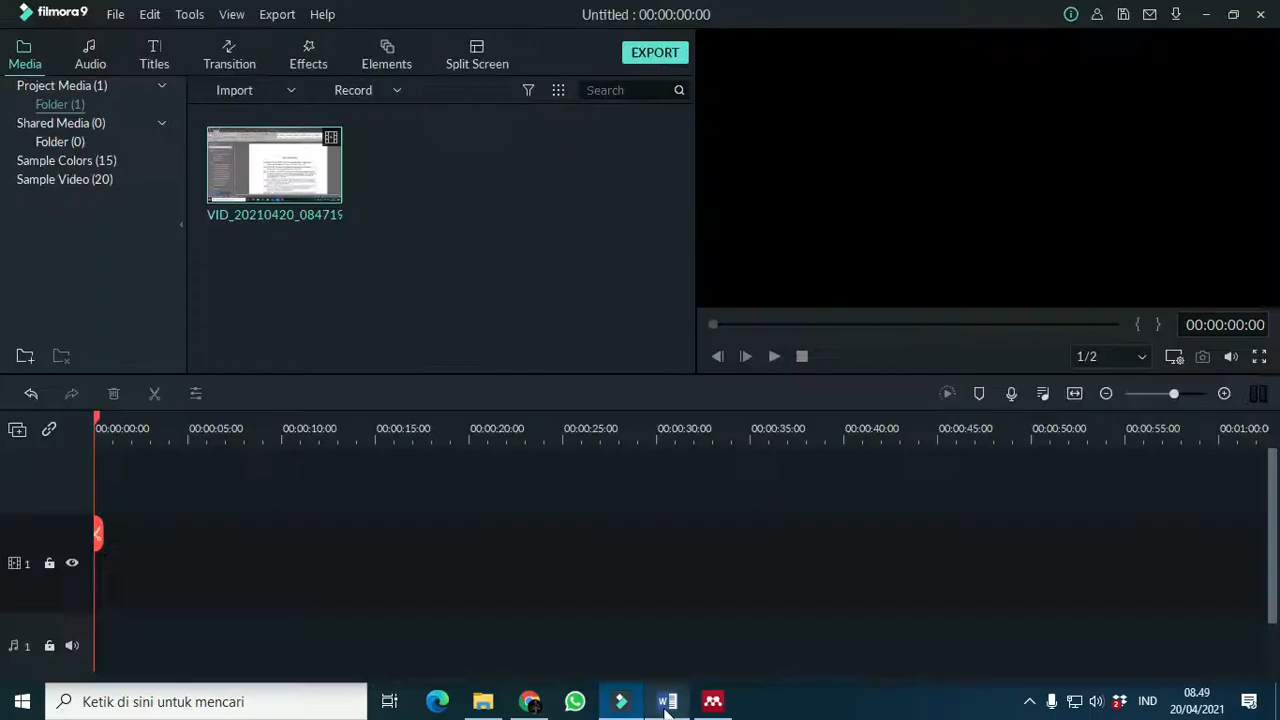 filmora9 File Edit Tools View Export Help Untitled : 00:00:00:00
Media Audio Titles Transition Effects Elements Split Screen EXPORT
Project Media (1)
Folder (1)
Shared Media (0)
Folder (0)
Sample Colors (15)
Sample Video (20)
Import Record Search
VID_20210420_084719
00:00:00:00
1/2
00:00:00:00 00:00:05:00 00:00:10:00 00:00:15:00 00:00:20:00 00:00:25:00 00:00:30:00 00:00:35:00 00:00:40:00 00:00:45:00 00:00:50:00 00:00:55:00 00:01:00:0
1
1
Ketik di sini untuk mencari IND 08.49
20/04/2021